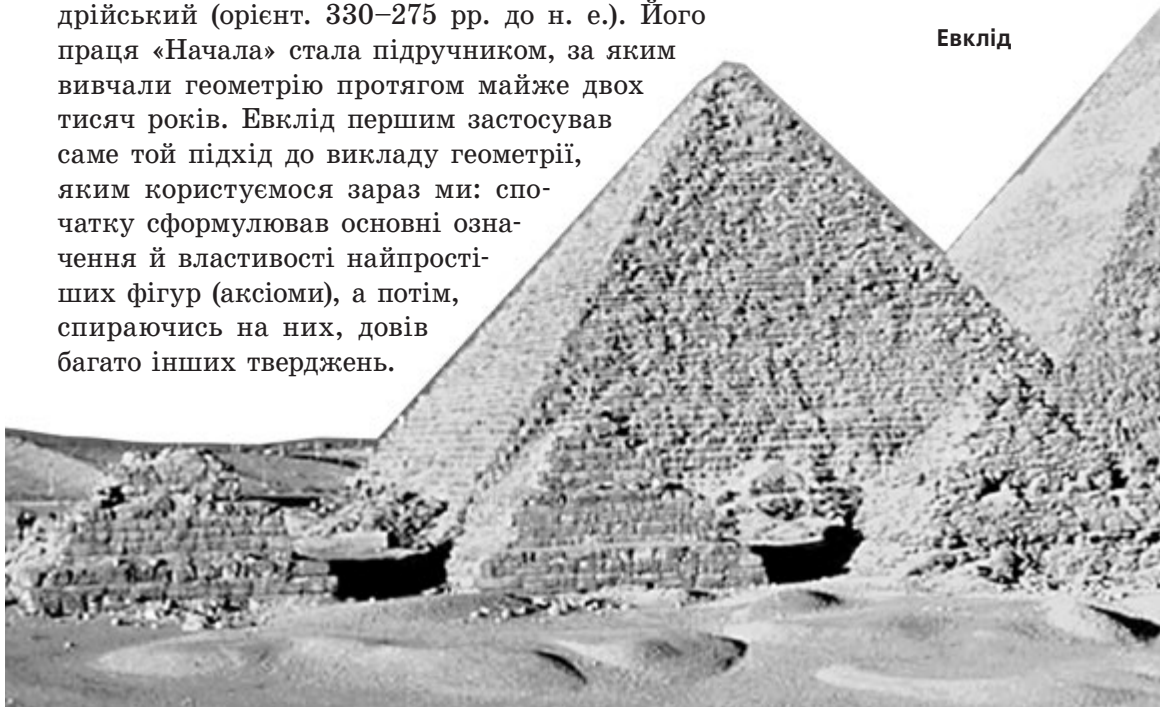 дрійський (орієнт. 330–275 рр. до н. е.). Його
праця «Начала» стала підручником, за яким
вивчали геометрію протягом майже двох
тисяч років. Евклід першим застосував
саме той підхід до викладу геометрії,
яким користуємося зараз ми: спо-
чатку сформулював основні озна-
чення й властивості найпрості-
ших фігур (аксіоми), а потім,
спираючись на них, довів
багато інших тверджень.
Евклід